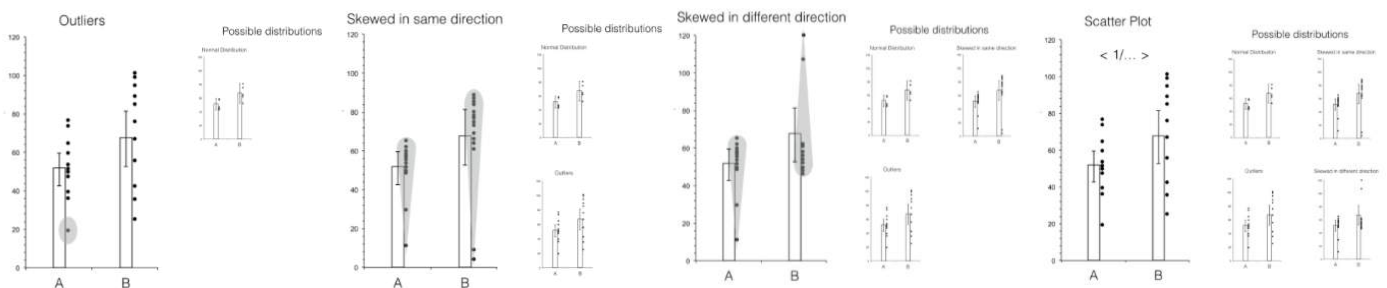 Outliers
120
100
80
60
40
20
0
A
B
Possible distributions
Normal Distribution
A
B
Skewed in same direction
120
100
80
60
40
20
0
A
B
Possible distributions
Normal Distribution
A
B
Outliers
A
B
Skewed in different direction
120
100
80
60
40
20
0
A
B
Possible distributions
Normal Distribution
A
B
Skewed in same direction
A
B
Outliers
A
B
Scatter Plot
< 1/... >
120
100
80
60
40
20
0
A
B
Possible distributions
Normal Distribution
A
B
Skewed in same direction
A
B
Outliers
A
B
Skewed in different direction
A
B